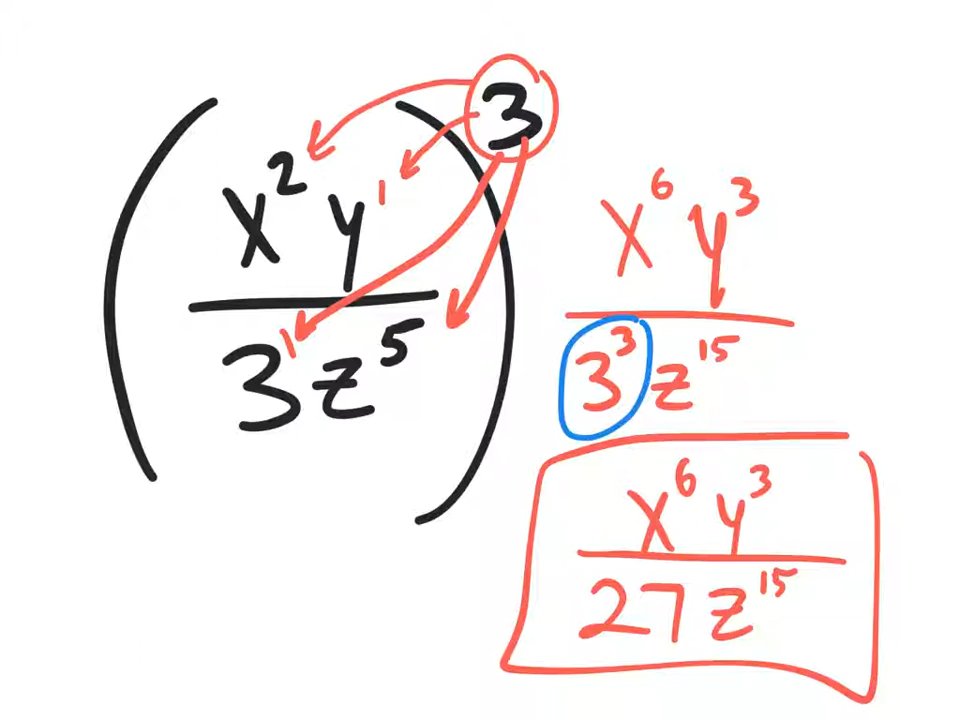 (x²y¹ / 3¹z⁵)³
x⁶y³ / 3³z¹⁵
x⁶y³ / 27z¹⁵